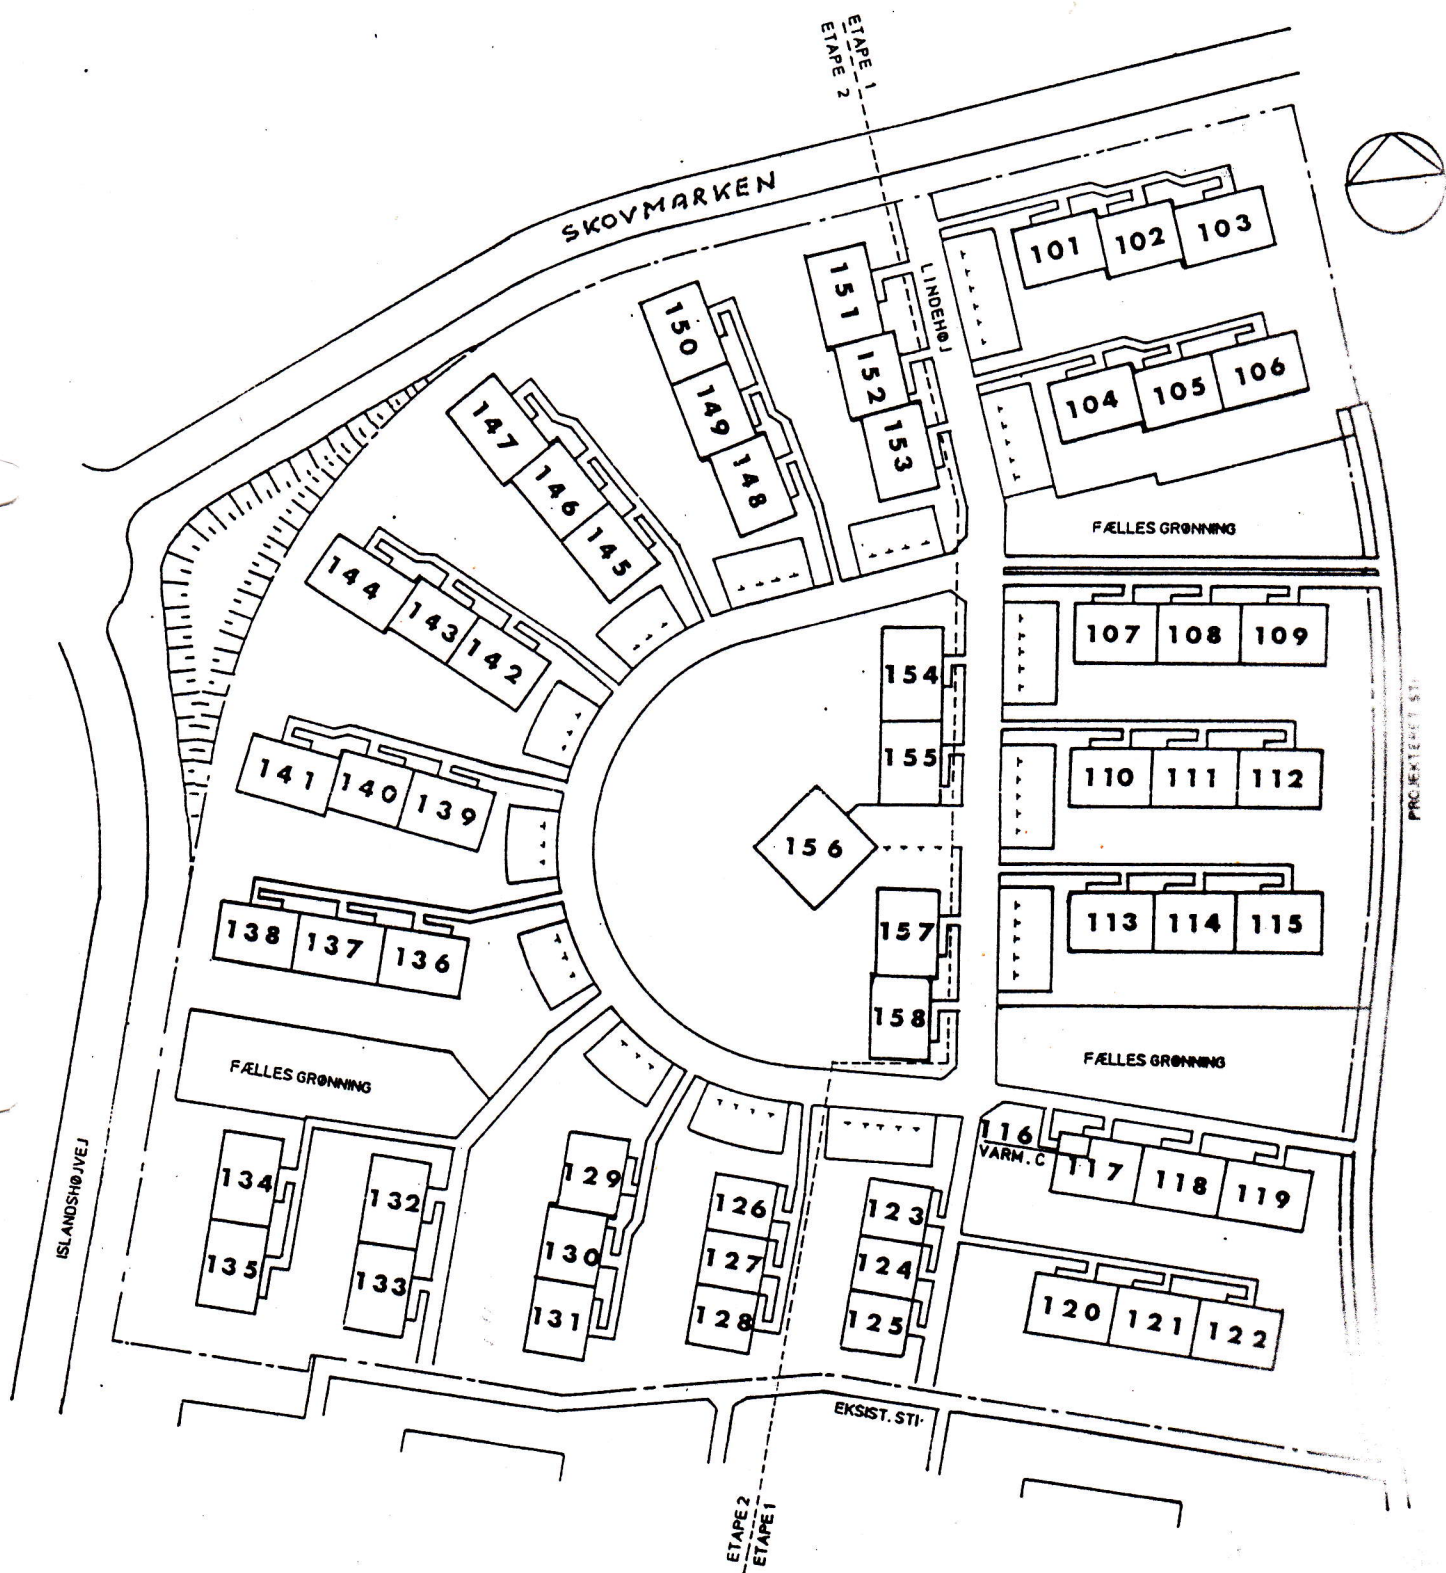 ETAPE 1
ETAPE 2
SKOVMARKEN
LINDEHØJ
101 102 103
104 105 106
FÆLLES GRØNNING
107 108 109
110 111 112
113 114 115
FÆLLES GRØNNING
116
VARM. C
117 118 119
120 121 122
123
124
125
126
127
128
129
130
131
132
133
134
135
FÆLLES GRØNNING
138 137 136
141 140 139
144 143 142
147 146 145
150 149 148
151
152
153
154
155
156
157
158
PROJEKTERET STI
ISLANDSHØJVEJ
EKSIST. STI
ETAPE 2
ETAPE 1